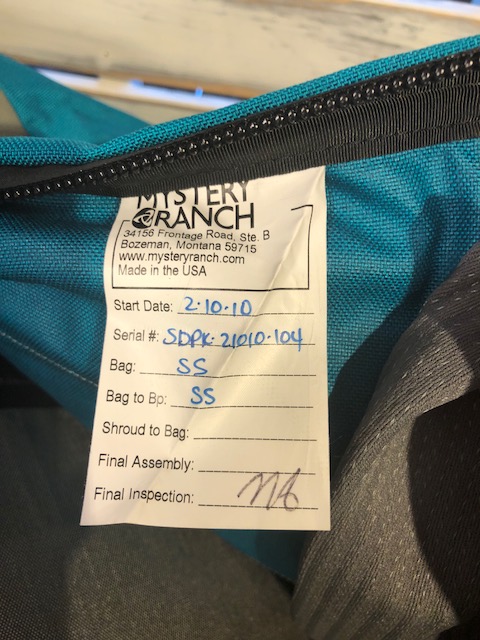 MYSTERY
RANCH
34156 Frontage Road, Ste. B
Bozeman, Montana 59715
www.mysteryranch.com
Made in the USA
Start Date: 2·10·10
Serial #: SDPK·21010·104
Bag: SS
Bag to Bp: SS
Shroud to Bag:
Final Assembly:
Final Inspection: